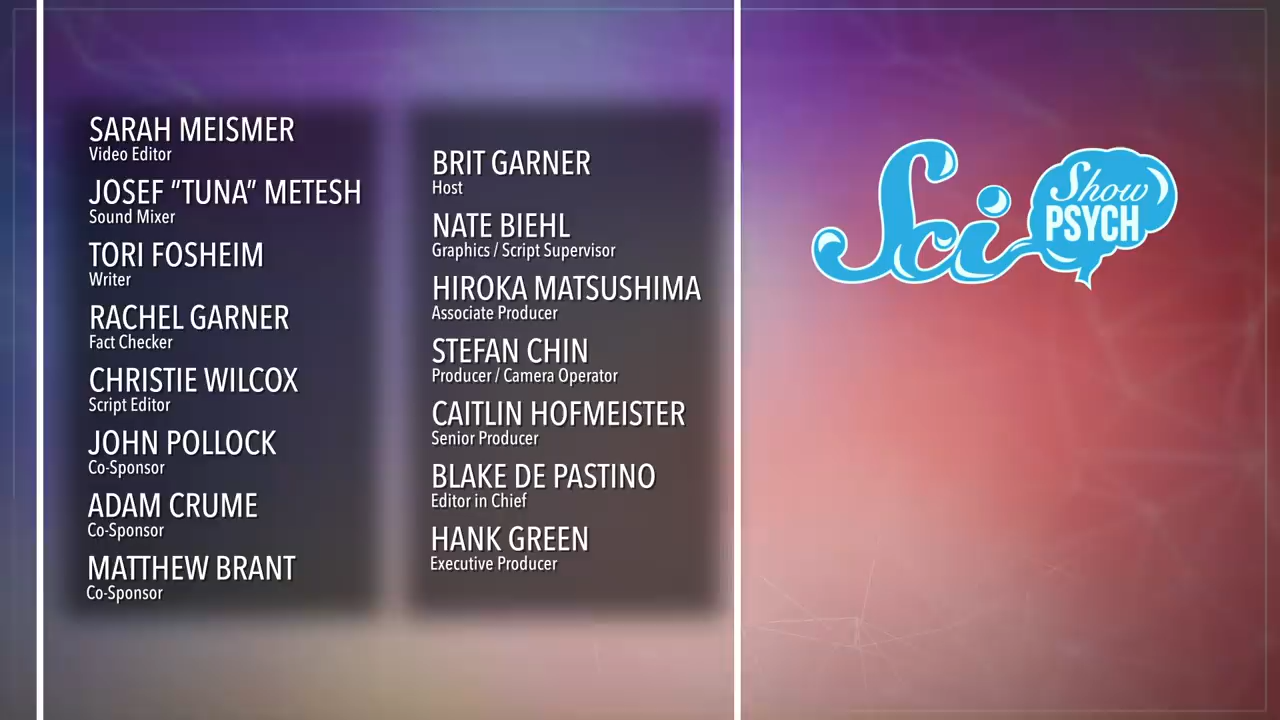 SARAH MEISMER
Video Editor
JOSEF “TUNA” METESH
Sound Mixer
TORI FOSHEIM
Writer
RACHEL GARNER
Fact Checker
CHRISTIE WILCOX
Script Editor
JOHN POLLOCK
Co-Sponsor
ADAM CRUME
Co-Sponsor
MATTHEW BRANT
Co-Sponsor
BRIT GARNER
Host
NATE BIEHL
Graphics / Script Supervisor
HIROKA MATSUSHIMA
Associate Producer
STEFAN CHIN
Producer / Camera Operator
CAITLIN HOFMEISTER
Senior Producer
BLAKE DE PASTINO
Editor in Chief
HANK GREEN
Executive Producer
Sci
Show
PSYCH